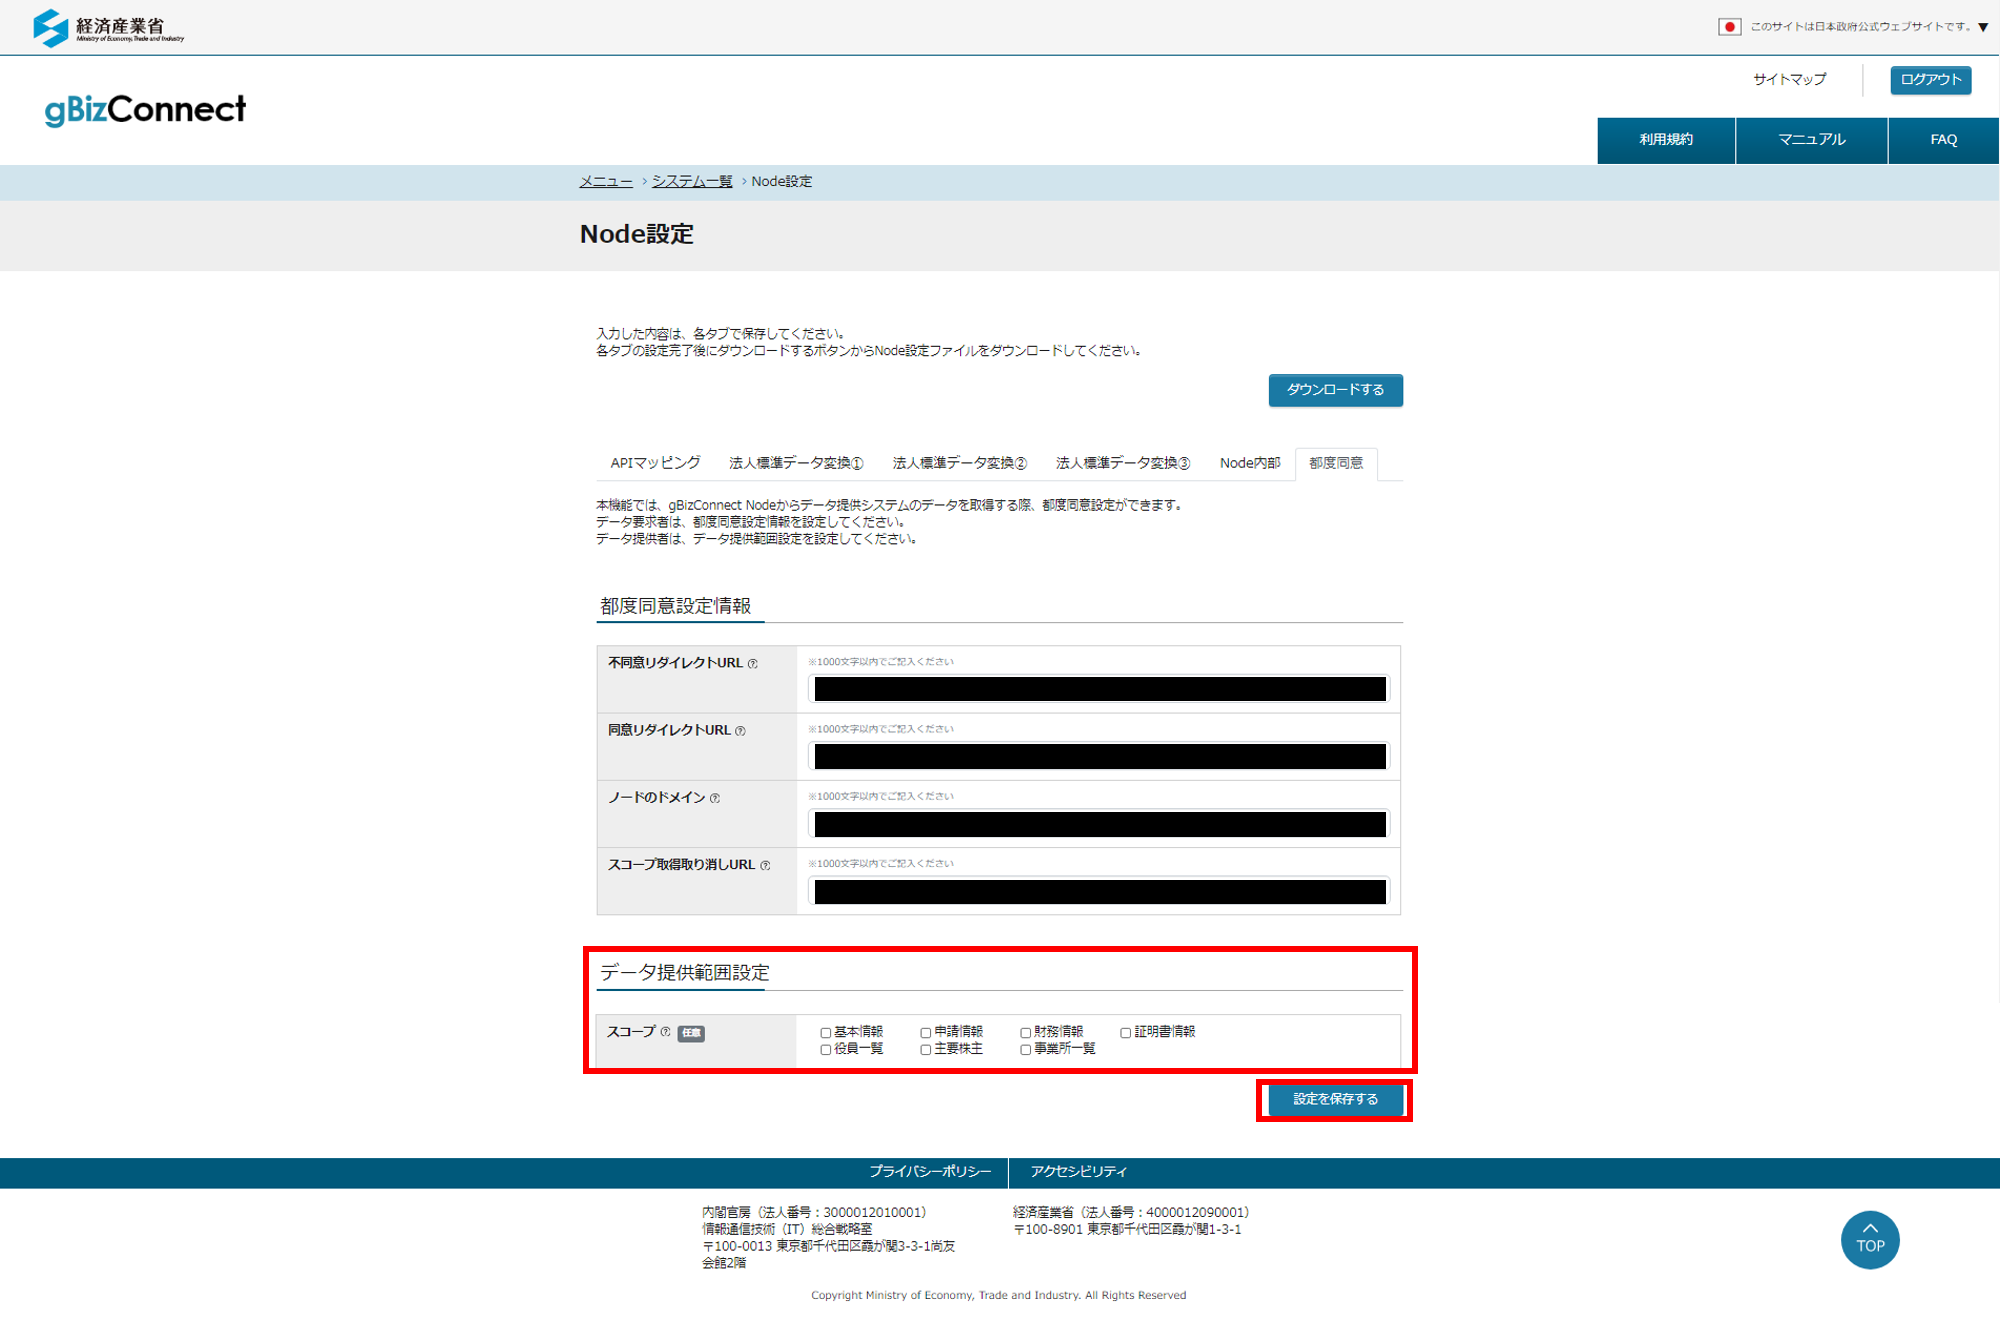 経済産業省
Ministry of Economy, Trade and Industry
このサイトは日本政府公式ウェブサイトです。▼
サイトマップ
ログアウト
gBizConnect
利用規約
マニュアル
FAQ
メニュー › システム一覧 › Node設定
Node設定
入力した内容は、各タブで保存してください。
各タブの設定完了後にダウンロードするボタンからNode設定ファイルをダウンロードしてください。
ダウンロードする
APIマッピング 法人標準データ変換① 法人標準データ変換② 法人標準データ変換③ Node内部 都度同意
本機能では、gBizConnect Nodeからデータ提供システムのデータを取得する際、都度同意設定ができます。
データ要求者は、都度同意設定情報を設定してください。
データ提供者は、データ提供範囲設定を設定してください。
都度同意設定情報
不同意リダイレクトURL ?
※1000文字以内でご記入ください
同意リダイレクトURL ?
※1000文字以内でご記入ください
ノードのドメイン ?
※1000文字以内でご記入ください
スコープ取得取り消しURL ?
※1000文字以内でご記入ください
データ提供範囲設定
スコープ ? 任意
基本情報 申請情報 財務情報 証明書情報
役員一覧 主要株主 事業所一覧
設定を保存する
プライバシーポリシー
アクセシビリティ
内閣官房（法人番号：3000012010001）
情報通信技術（IT）総合戦略室
〒100-0013 東京都千代田区霞が関3-3-1尚友
会館2階
経済産業省（法人番号：4000012090001）
〒100-8901 東京都千代田区霞が関1-3-1
TOP
Copyright Ministry of Economy, Trade and Industry. All Rights Reserved